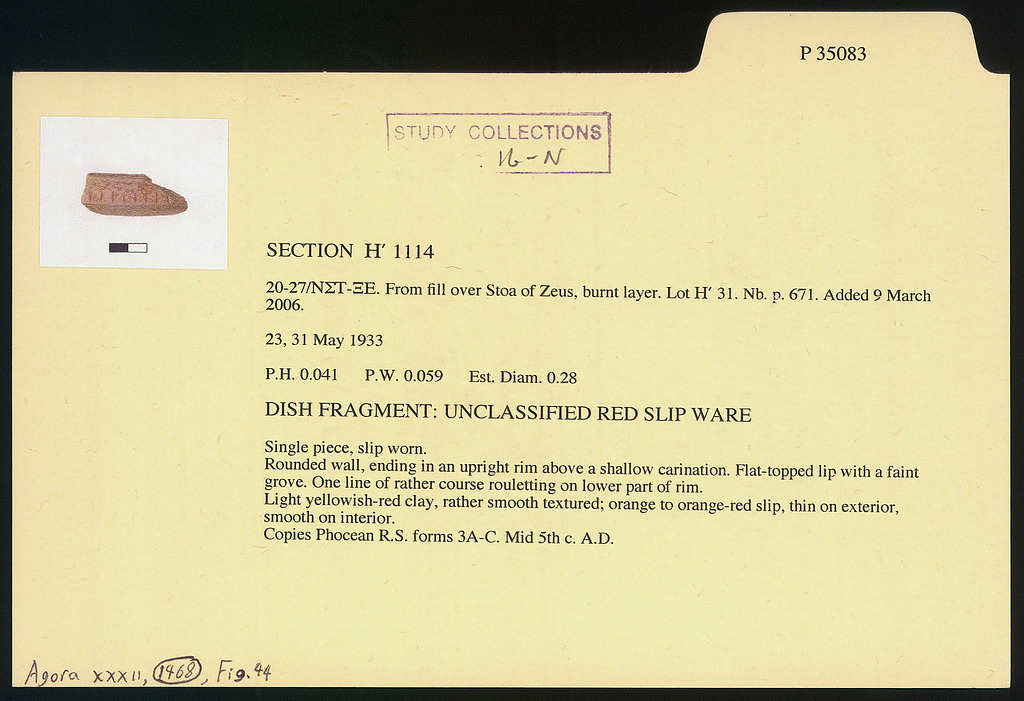 P 35083
STUDY COLLECTIONS
16-N
SECTION H′ 1114
20-27/ΝΣΤ-ΞΕ. From fill over Stoa of Zeus, burnt layer. Lot H′ 31. Nb. p. 671. Added 9 March
2006.
23, 31 May 1933
P.H. 0.041 P.W. 0.059 Est. Diam. 0.28
DISH FRAGMENT: UNCLASSIFIED RED SLIP WARE
Single piece, slip worn.
Rounded wall, ending in an upright rim above a shallow carination. Flat-topped lip with a faint
grove. One line of rather course rouletting on lower part of rim.
Light yellowish-red clay, rather smooth textured; orange to orange-red slip, thin on exterior,
smooth on interior.
Copies Phocean R.S. forms 3A-C. Mid 5th c. A.D.
Agora XXXII, 1468, Fig. 44